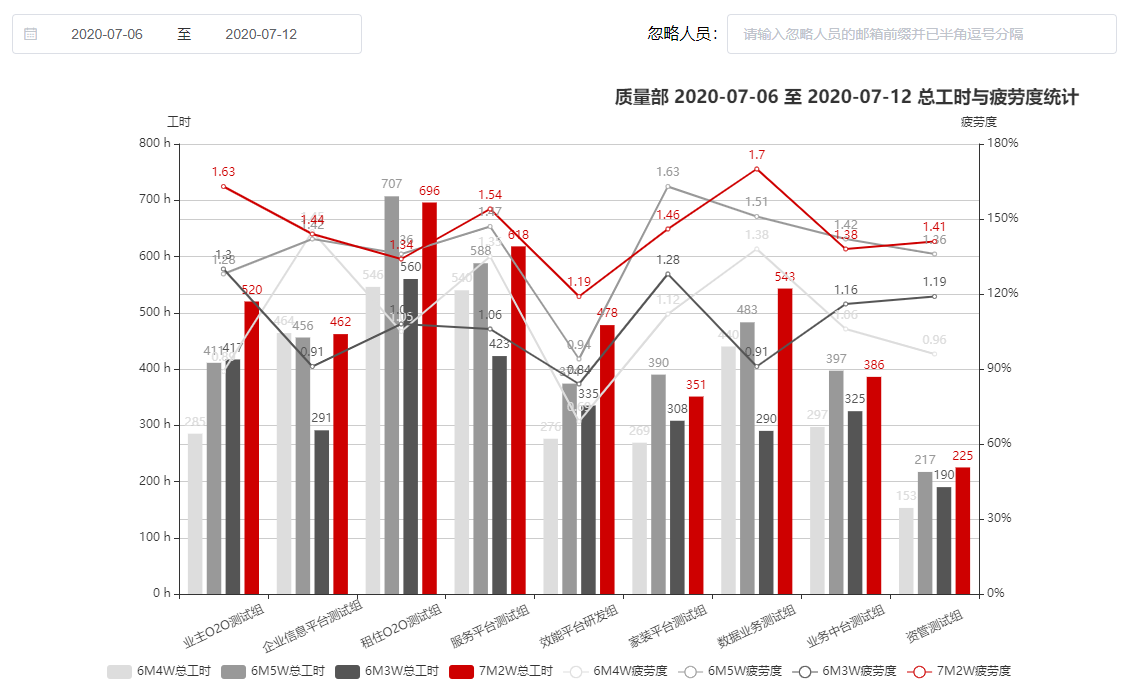 2020-07-06 至 2020-07-12 忽略人员: 请输入忽略人员的邮箱前缀并已半角逗号分隔
质量部 2020-07-06 至 2020-07-12 总工时与疲劳度统计
工时 疲劳度
800 h 180%
700 h 150%
600 h 120%
500 h 90%
400 h 60%
300 h 30%
200 h 0%
100 h
0 h
1.63 1.44 1.34 1.54 1.19 1.46 1.7 1.38 1.41
1.28 1.42 1.47 0.94 1.63 1.51 1.42 1.36
1.3 0.91 1.06 0.84 1.28 0.91 1.16 1.19
1.05 1.35 0.69 1.12 1.38 1.06 0.96
285 411 417 520
464 456 291 462
546 707 560 696
540 588 423 618
276 374 335 478
269 390 308 351
440 483 290 543
297 397 325 386
153 217 190 225
业主O2O测试组 企业信息平台测试组 租住O2O测试组 服务平台测试组 效能平台研发组 家装平台测试组 数据业务测试组 业务中台测试组 资管测试组
6M4W总工时 6M5W总工时 6M3W总工时 7M2W总工时 6M4W疲劳度 6M5W疲劳度 6M3W疲劳度 7M2W疲劳度